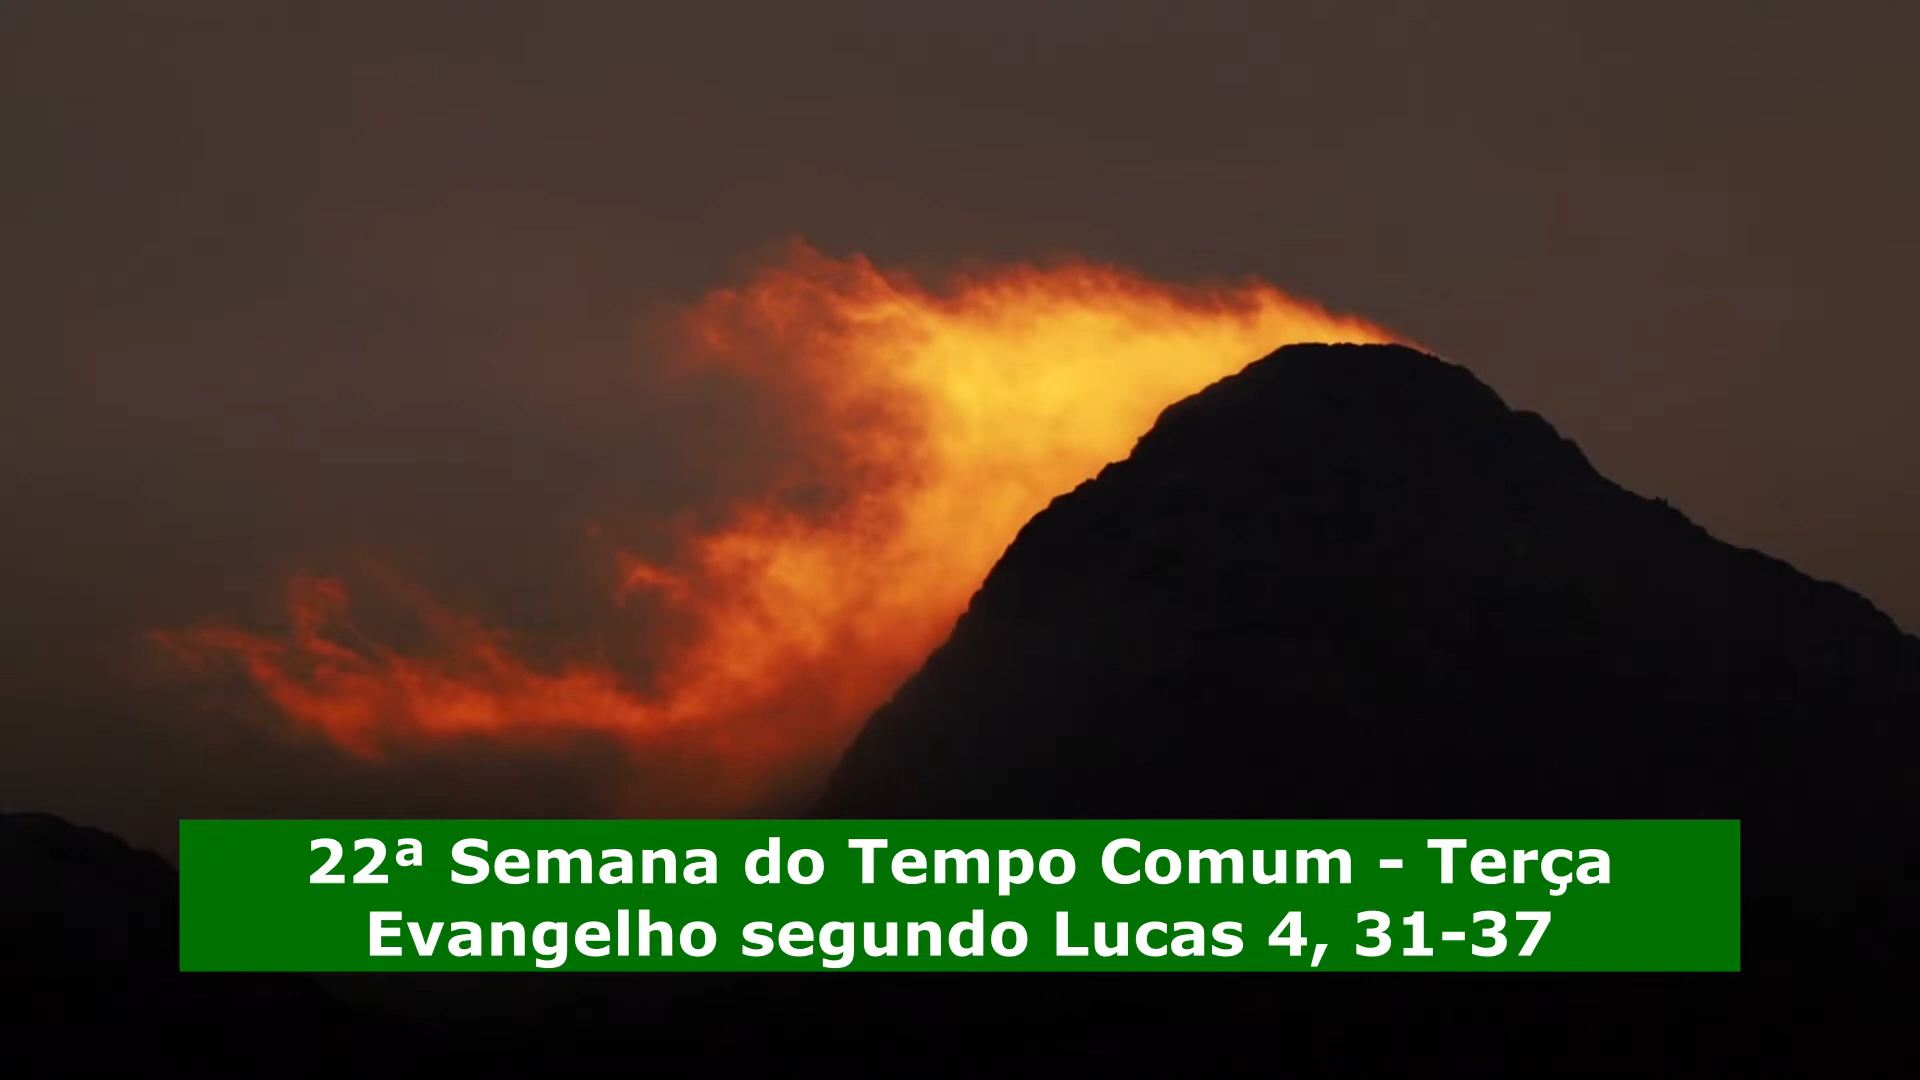 22ª Semana do Tempo Comum - Terça
Evangelho segundo Lucas 4, 31-37